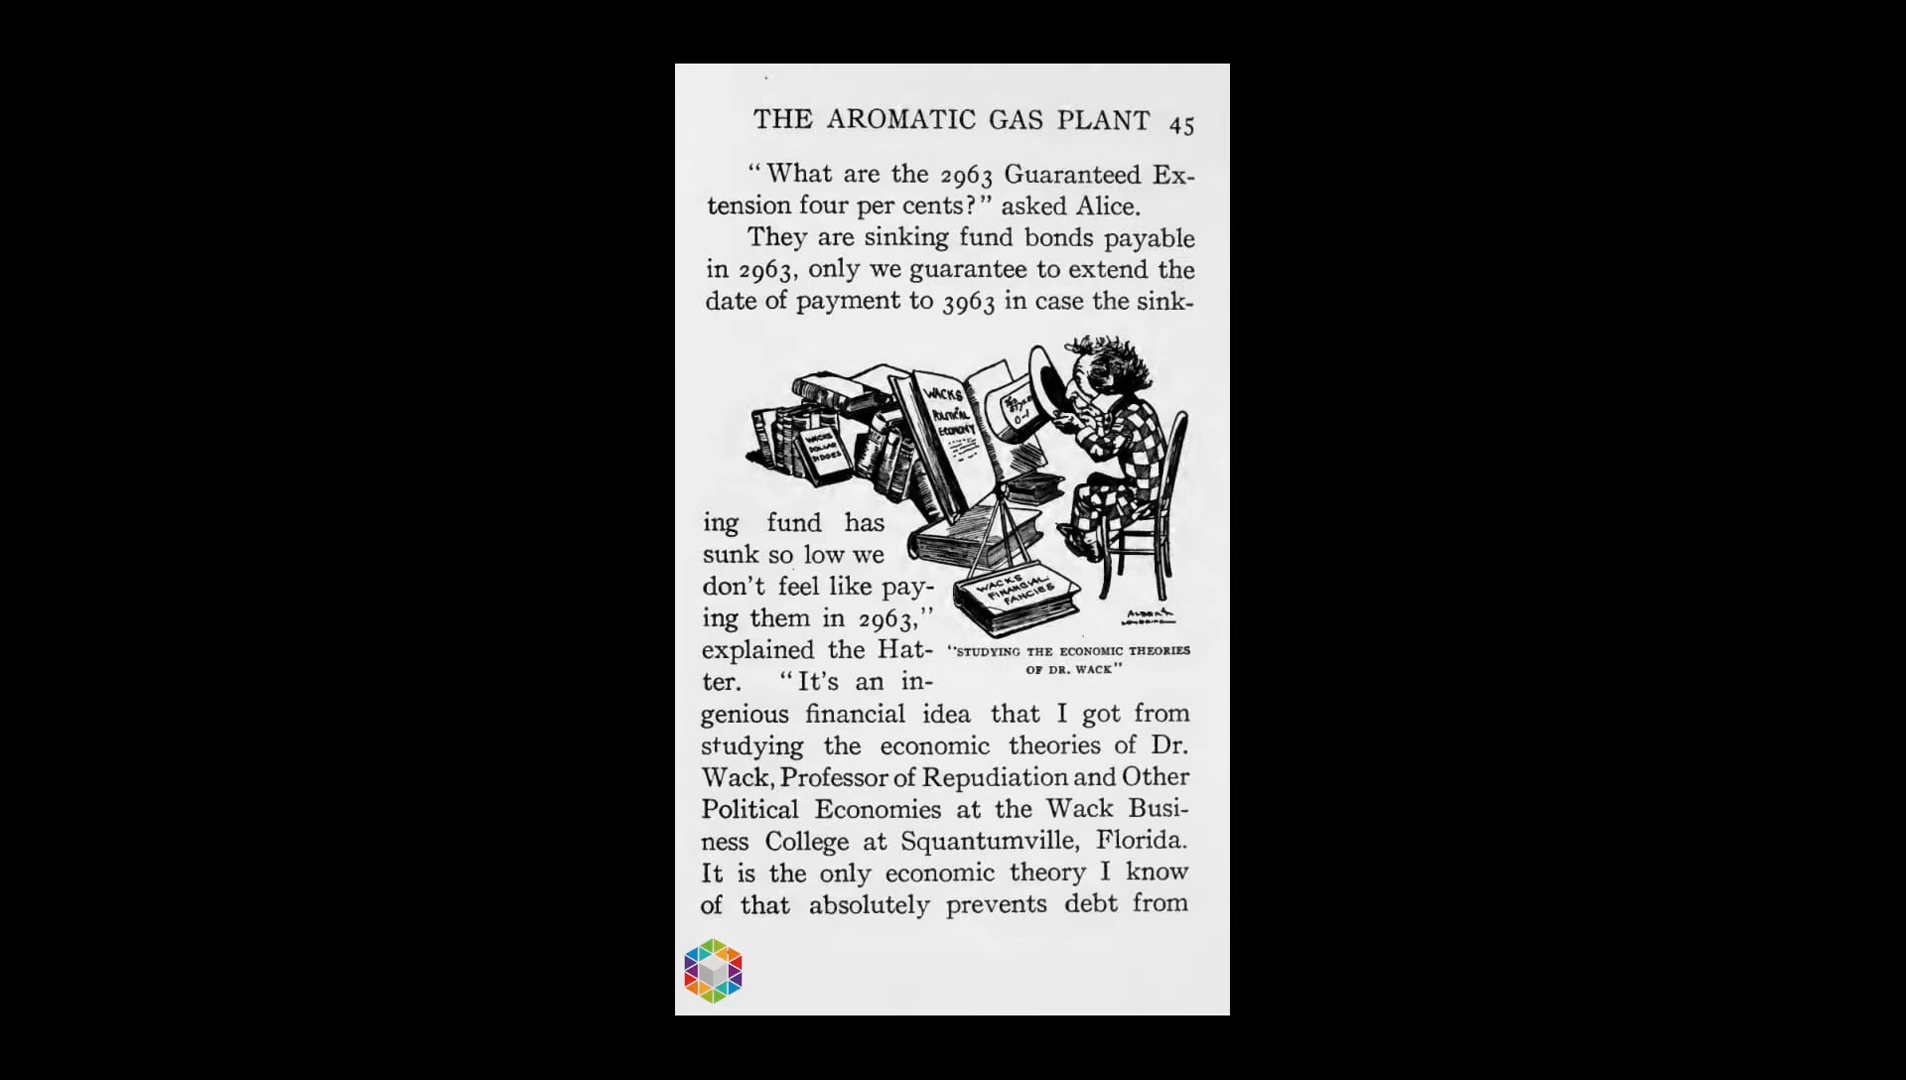 THE AROMATIC GAS PLANT 45
“What are the 2963 Guaranteed Ex-
tension four per cents?” asked Alice.
They are sinking fund bonds payable
in 2963, only we guarantee to extend the
date of payment to 3963 in case the sink-
WACKS
POLITICAL
ECONOMY
WACKS
DOLLAR
WACKS
FINANCIAL
FANCIES
ing fund has
sunk so low we
don't feel like pay-
ing them in 2963,”
explained the Hat-
ter. “It's an in-
“STUDYING THE ECONOMIC THEORIES
OF DR. WACK”
genious financial idea that I got from
studying the economic theories of Dr.
Wack, Professor of Repudiation and Other
Political Economies at the Wack Busi-
ness College at Squantumville, Florida.
It is the only economic theory I know
of that absolutely prevents debt from